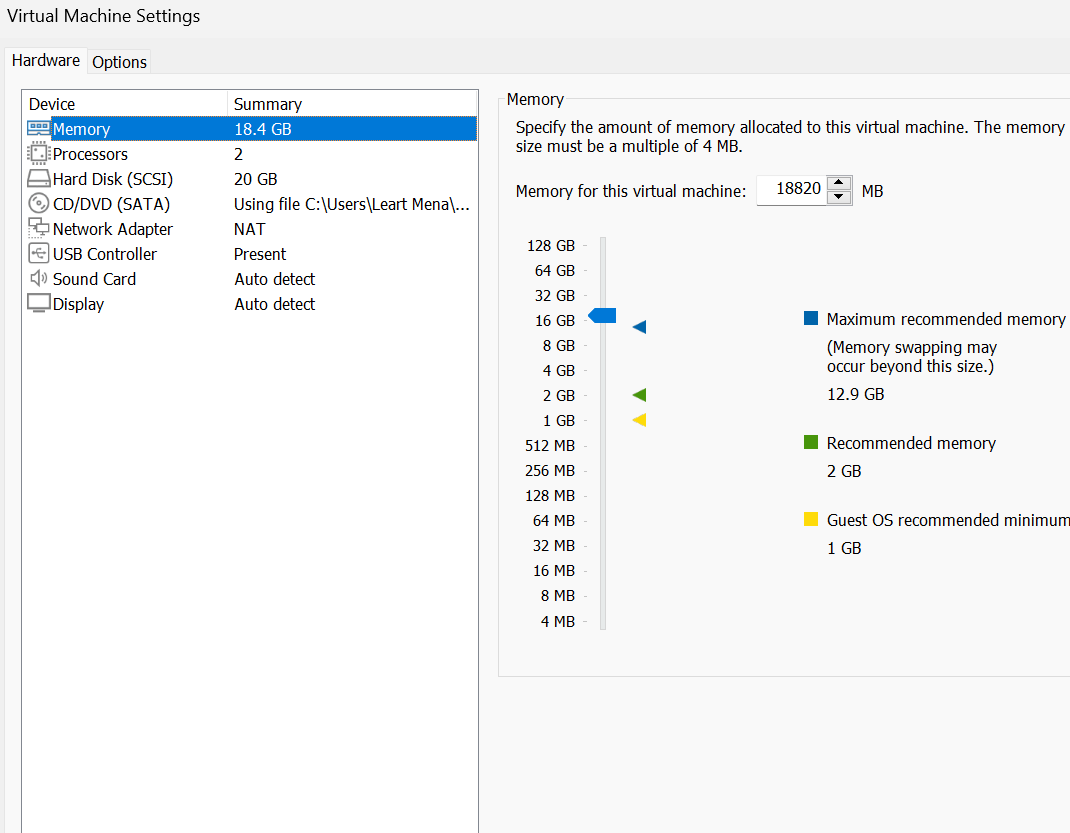 Virtual Machine Settings
Hardware
Options
Device Summary
Memory 18.4 GB
Processors 2
Hard Disk (SCSI) 20 GB
CD/DVD (SATA) Using file C:\Users\Leart Mena\...
Network Adapter NAT
USB Controller Present
Sound Card Auto detect
Display Auto detect
Memory
Specify the amount of memory allocated to this virtual machine. The memory
size must be a multiple of 4 MB.
Memory for this virtual machine: 18820 MB
128 GB
64 GB
32 GB
16 GB
8 GB
4 GB
2 GB
1 GB
512 MB
256 MB
128 MB
64 MB
32 MB
16 MB
8 MB
4 MB
Maximum recommended memory
(Memory swapping may
occur beyond this size.)
12.9 GB
Recommended memory
2 GB
Guest OS recommended minimum
1 GB